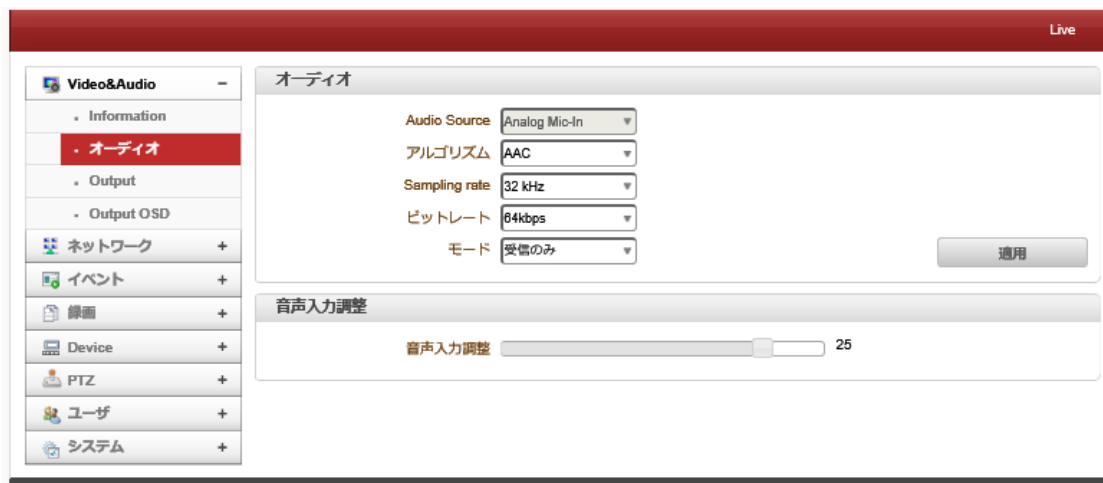 Live
Video&Audio −
Information
オーディオ
Output
Output OSD
ネットワーク +
イベント +
録画 +
Device +
PTZ +
ユーザ +
システム +
オーディオ
Audio Source Analog Mic-In
アルゴリズム AAC
Sampling rate 32 kHz
ビットレート 64kbps
モード 受信のみ
適用
音声入力調整
音声入力調整 25